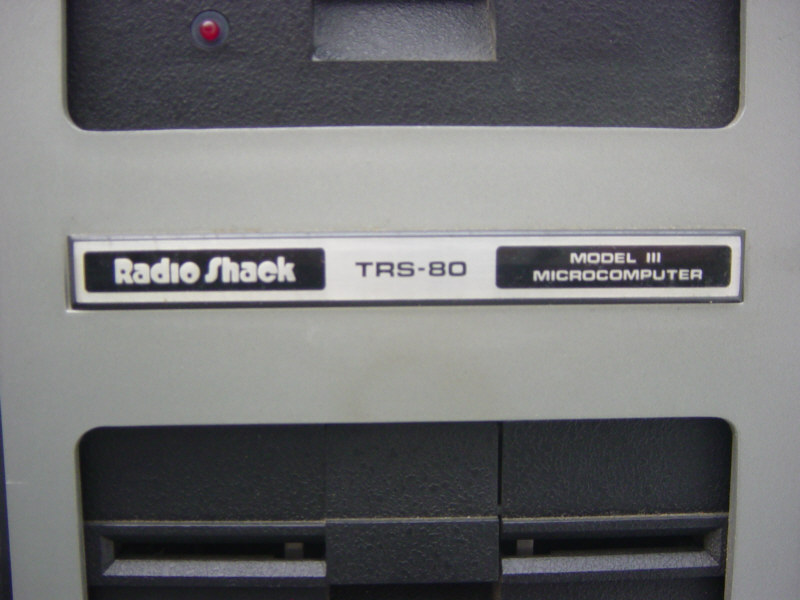 Radio Shack TRS-80 MODEL III
MICROCOMPUTER